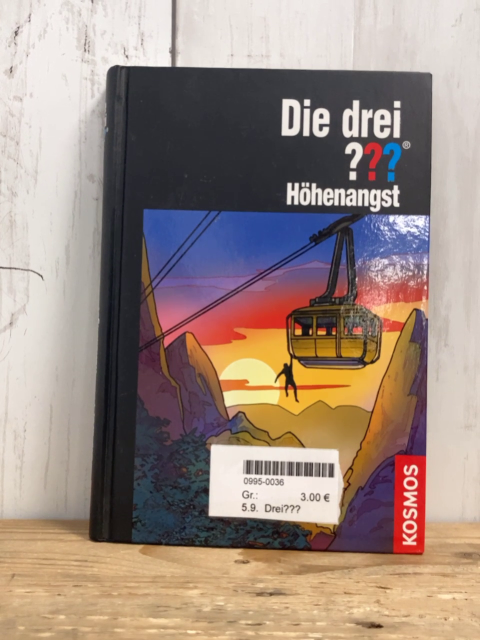 Die drei
???®
Höhenangst
0995-0036
Gr.: 3.00 €
5.9. Drei???
KOSMOS